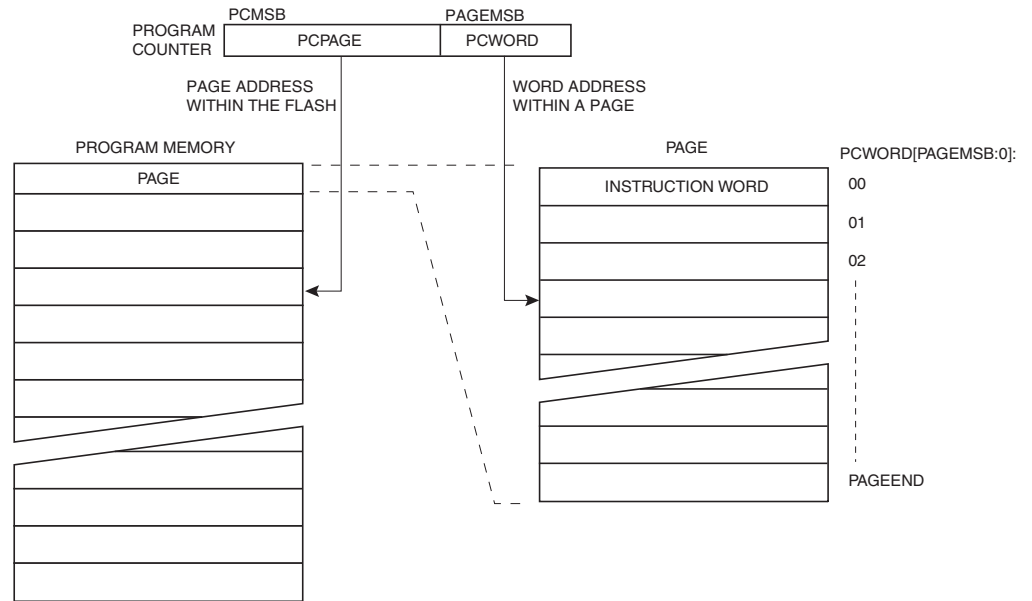 PCMSB
PAGEMSB
PROGRAM
COUNTER
PCPAGE
PCWORD
PAGE ADDRESS
WITHIN THE FLASH
WORD ADDRESS
WITHIN A PAGE
PROGRAM MEMORY
PAGE
PAGE
PCWORD[PAGEMSB:0]:
INSTRUCTION WORD
00
01
02
PAGEEND